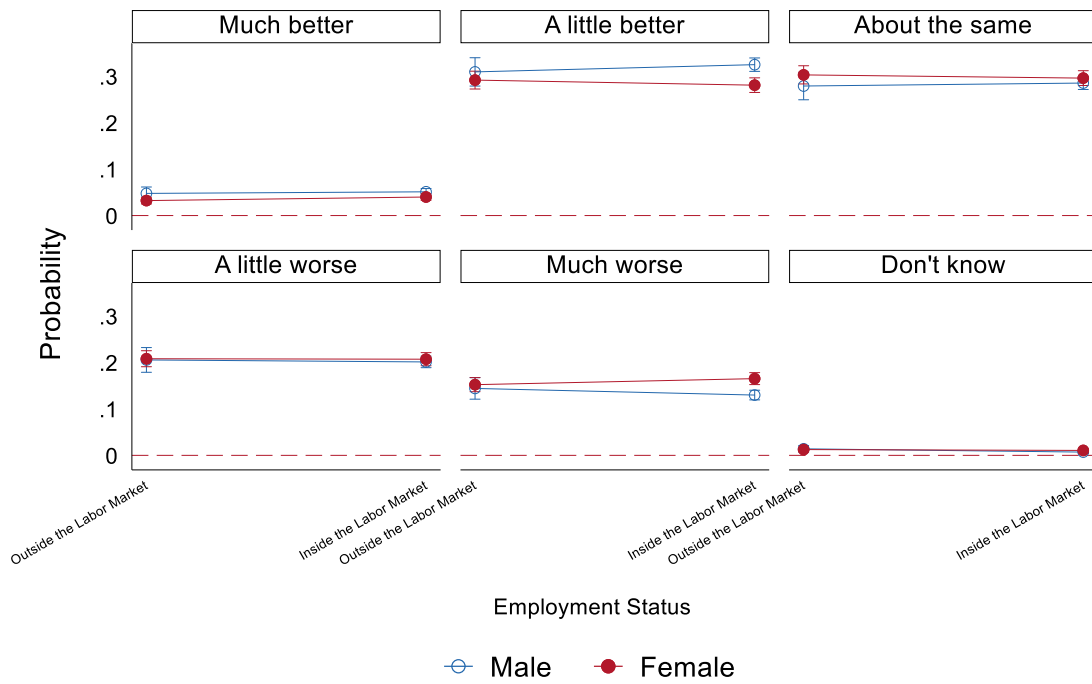 Much better
A little better
About the same
.3
.2
.1
0
A little worse
Much worse
Don't know
.3
.2
.1
0
Probability
Outside the Labor Market
Inside the Labor Market
Outside the Labor Market
Inside the Labor Market
Outside the Labor Market
Inside the Labor Market
Employment Status
Male
Female